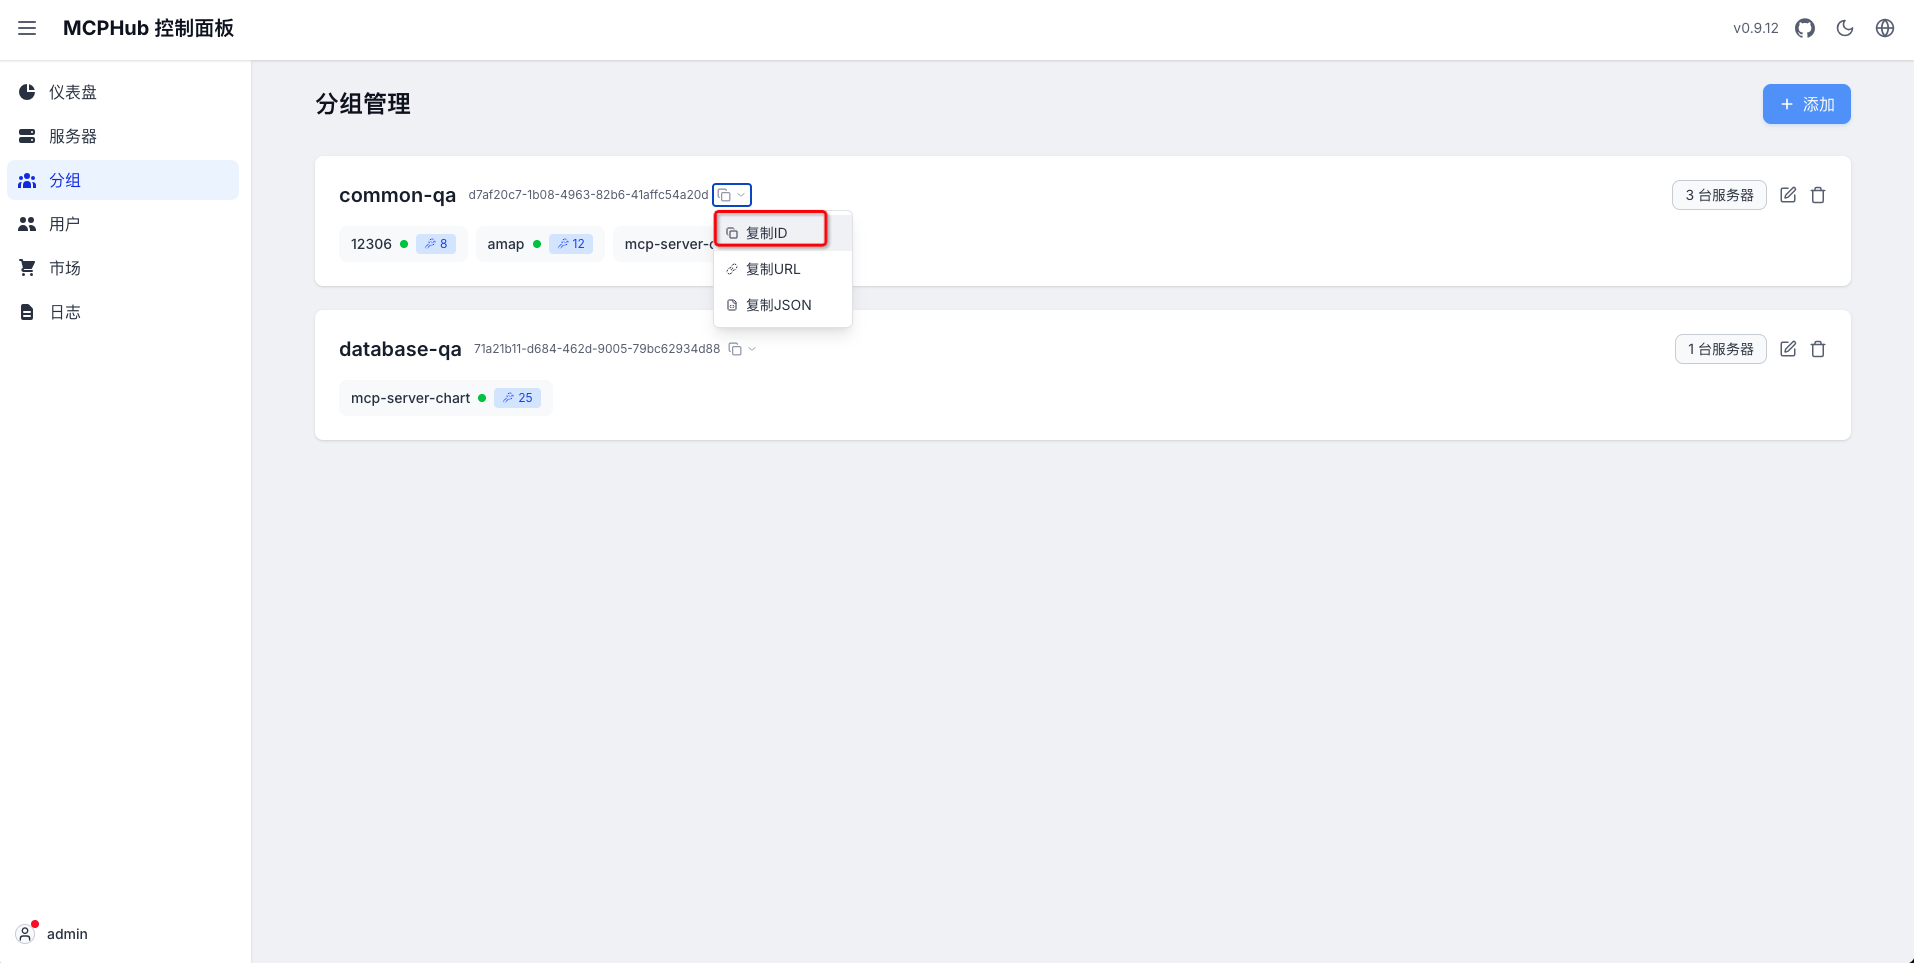 MCPHub 控制面板
v0.9.12
仪表盘
服务器
分组
用户
市场
日志
admin
分组管理
添加
common-qa d7af20c7-1b08-4963-82b6-41affc54a20d
3 台服务器
12306 8 amap 12 mcp-server-c
复制ID
复制URL
复制JSON
database-qa 71a21b11-d684-462d-9005-79bc62934d88
1 台服务器
mcp-server-chart 25